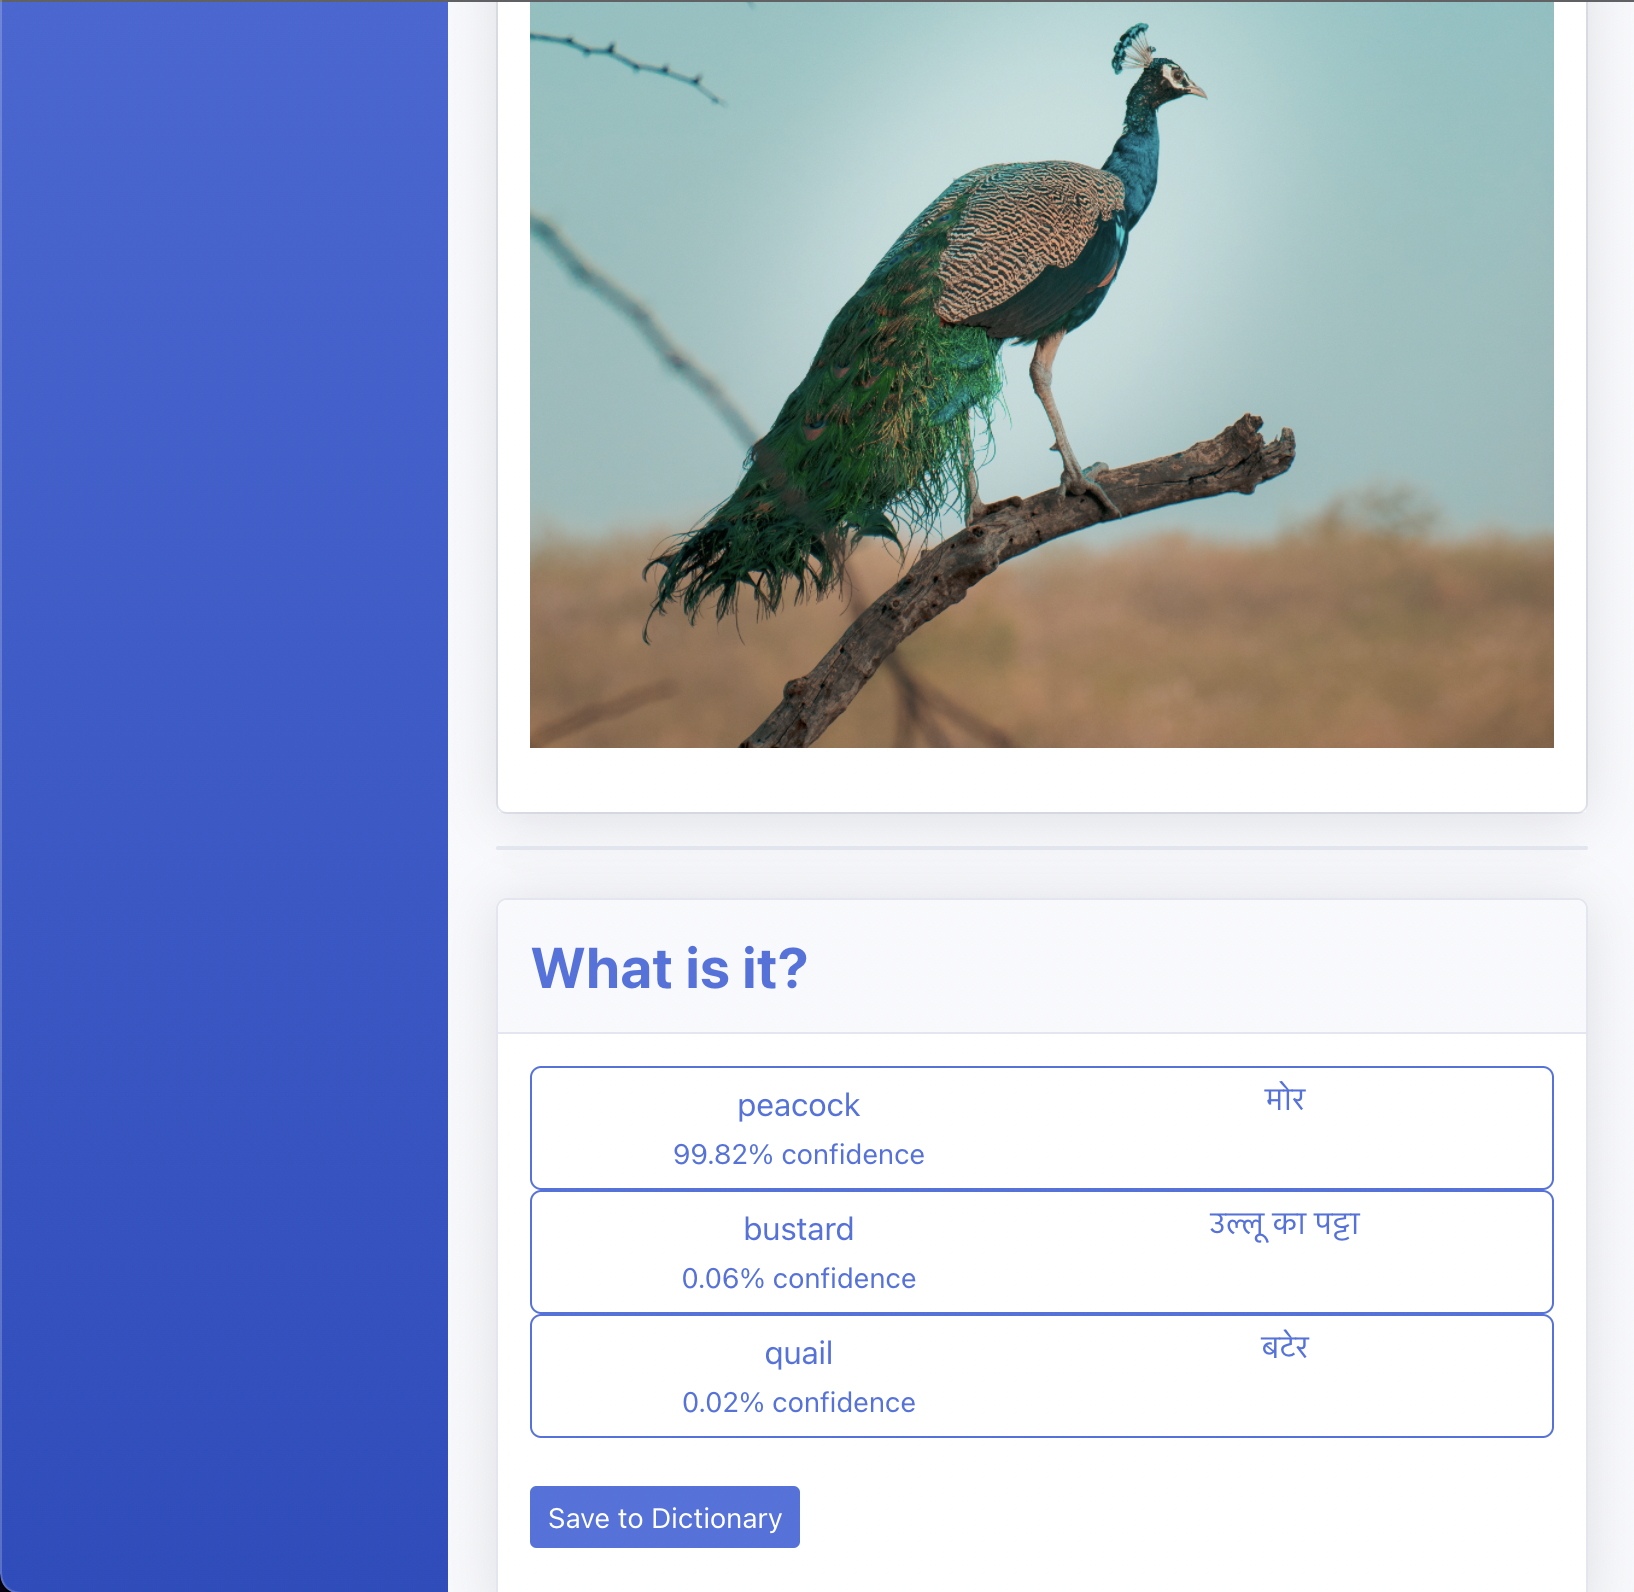 What is it?
peacock
मोर
99.82% confidence
bustard
उल्लू का पट्टा
0.06% confidence
quail
बटेर
0.02% confidence
Save to Dictionary